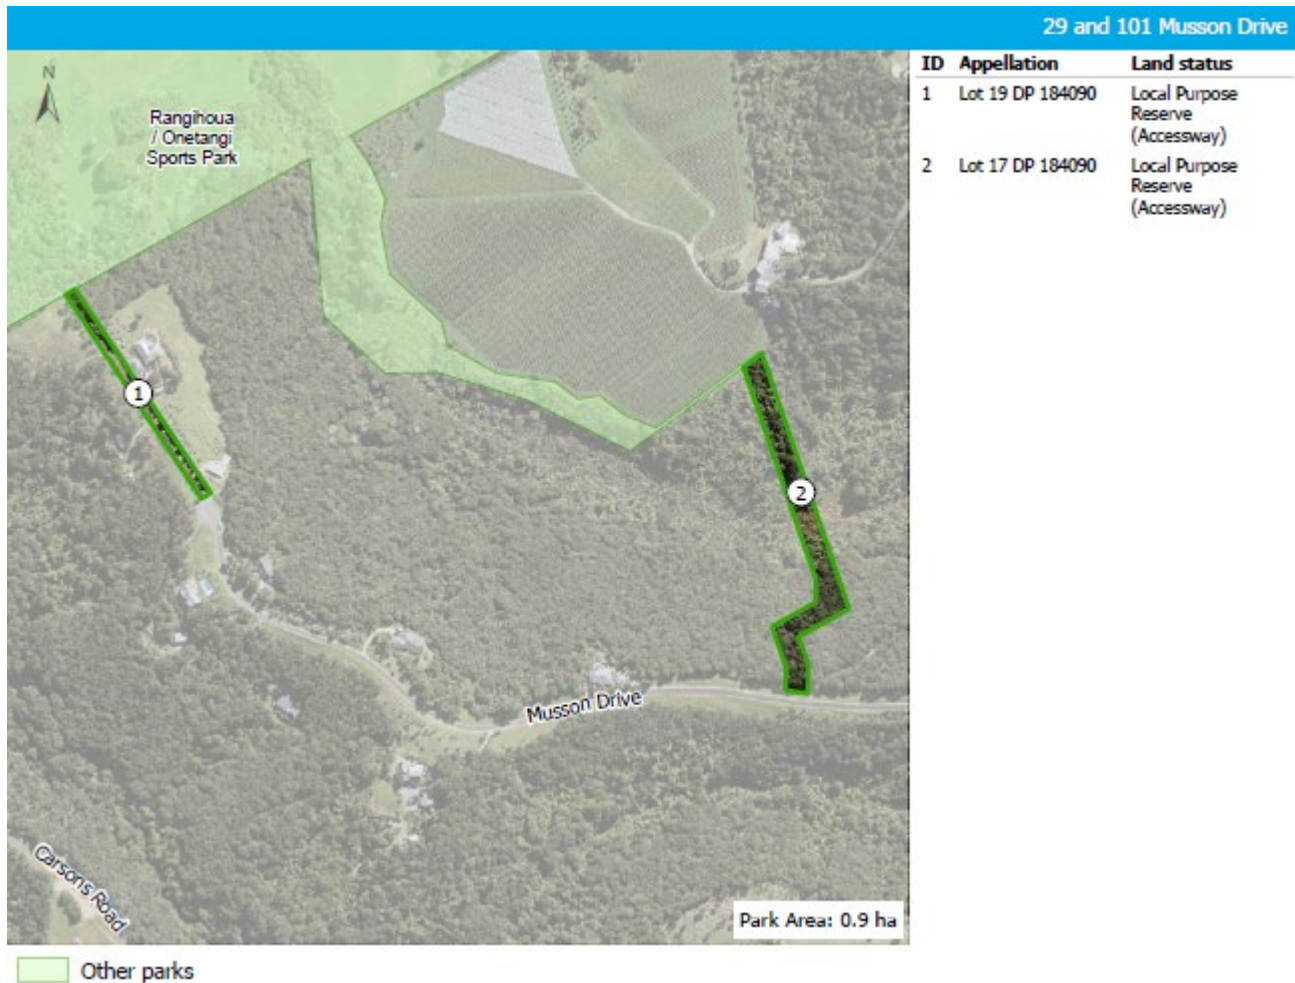 29 and 101 Musson Drive
ID Appellation Land status
1 Lot 19 DP 184090 Local Purpose
Reserve
(Accessway)
2 Lot 17 DP 184090 Local Purpose
Reserve
(Accessway)
N
Rangihoua
/ Onetangi
Sports Park
1
2
Musson Drive
Carsons Road
Park Area: 0.9 ha
Other parks